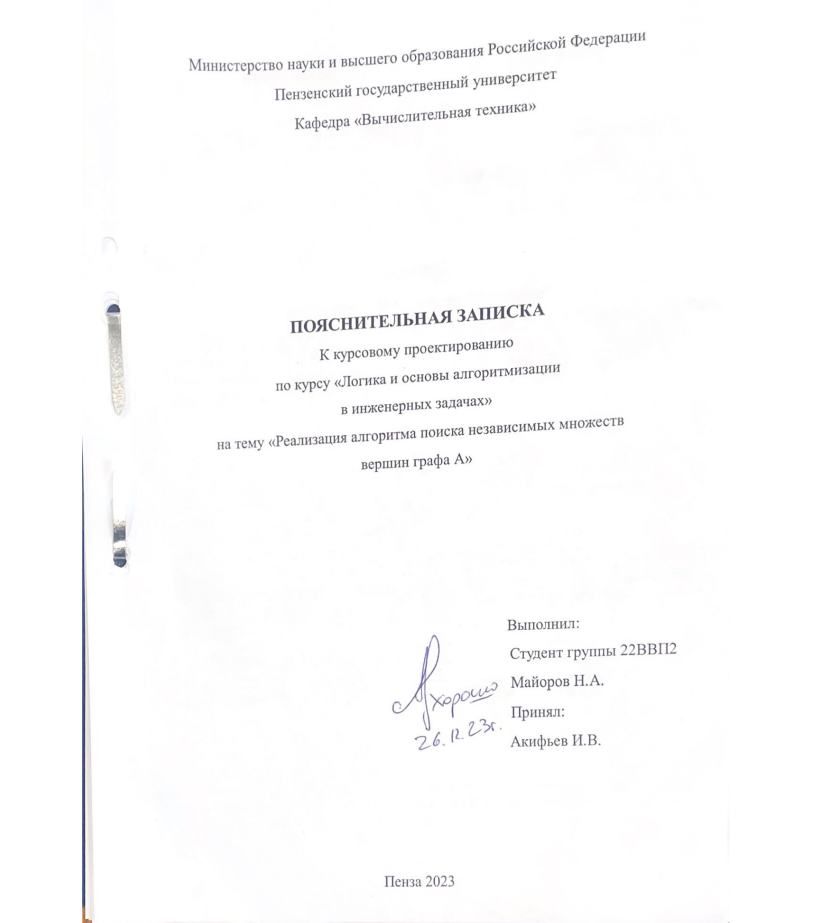 Министерство науки и высшего образования Российской Федерации
Пензенский государственный университет
Кафедра «Вычислительная техника»
ПОЯСНИТЕЛЬНАЯ ЗАПИСКА
К курсовому проектированию
по курсу «Логика и основы алгоритмизации
в инженерных задачах»
на тему «Реализация алгоритма поиска независимых множеств
вершин графа А»
Выполнил:
Студент группы 22ВВП2
хорошо
Майоров Н.А.
Принял:
26.12.23г.
Акифьев И.В.
Пенза 2023